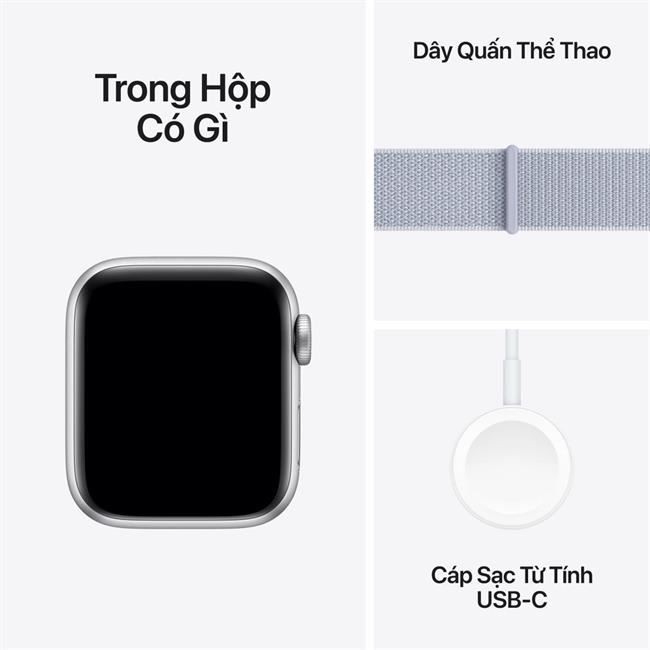 Trong Hộp
Có Gì
Dây Quấn Thể Thao
Cáp Sạc Từ Tính
USB-C